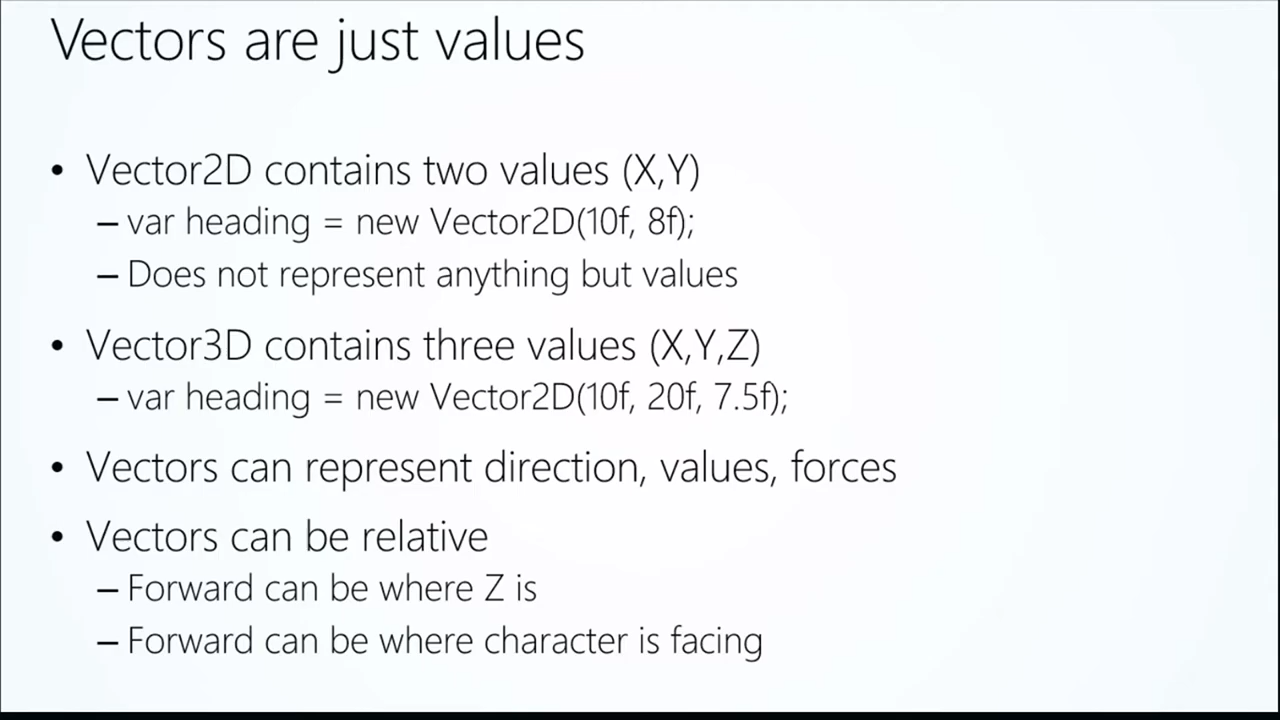 Vectors are just values
• Vector2D contains two values (X,Y)
– var heading = new Vector2D(10f, 8f);
– Does not represent anything but values
• Vector3D contains three values (X,Y,Z)
– var heading = new Vector2D(10f, 20f, 7.5f);
• Vectors can represent direction, values, forces
• Vectors can be relative
– Forward can be where Z is
– Forward can be where character is facing